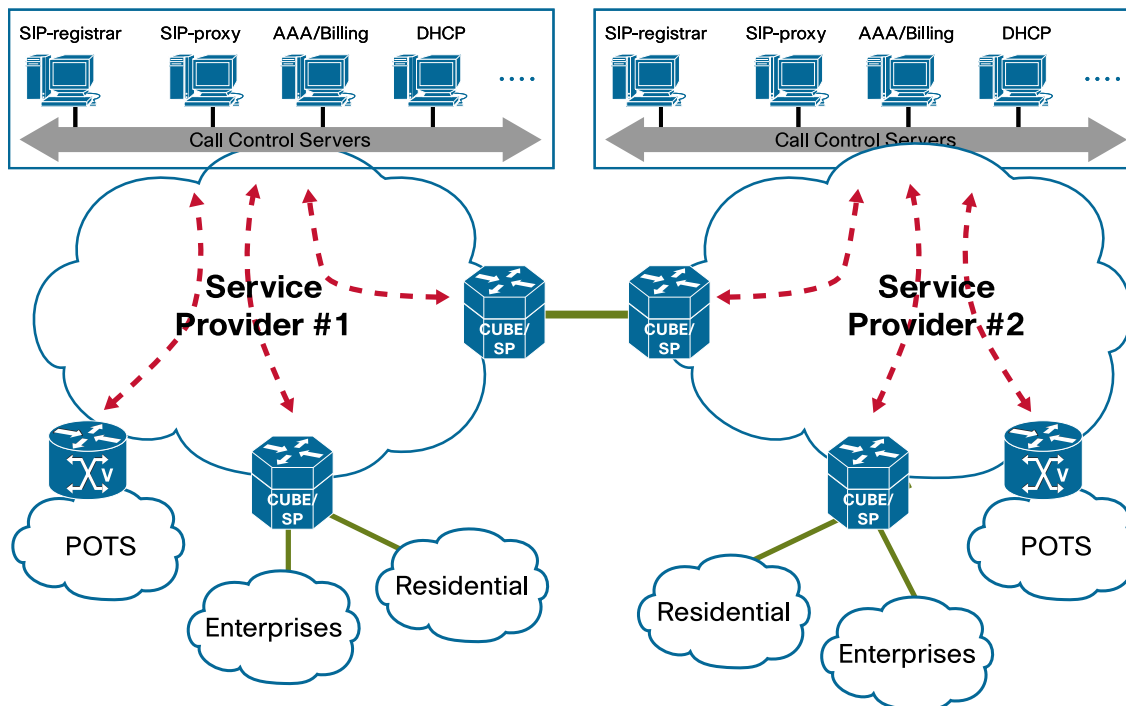 SIP-registrar SIP-proxy AAA/Billing DHCP
....
Call Control Servers
SIP-registrar SIP-proxy AAA/Billing DHCP
....
Call Control Servers
Service
Provider #1
CUBE/
SP
CUBE/
SP
Service
Provider #2
V
POTS
CUBE/
SP
Residential
Enterprises
CUBE/
SP
V
POTS
Residential
Enterprises